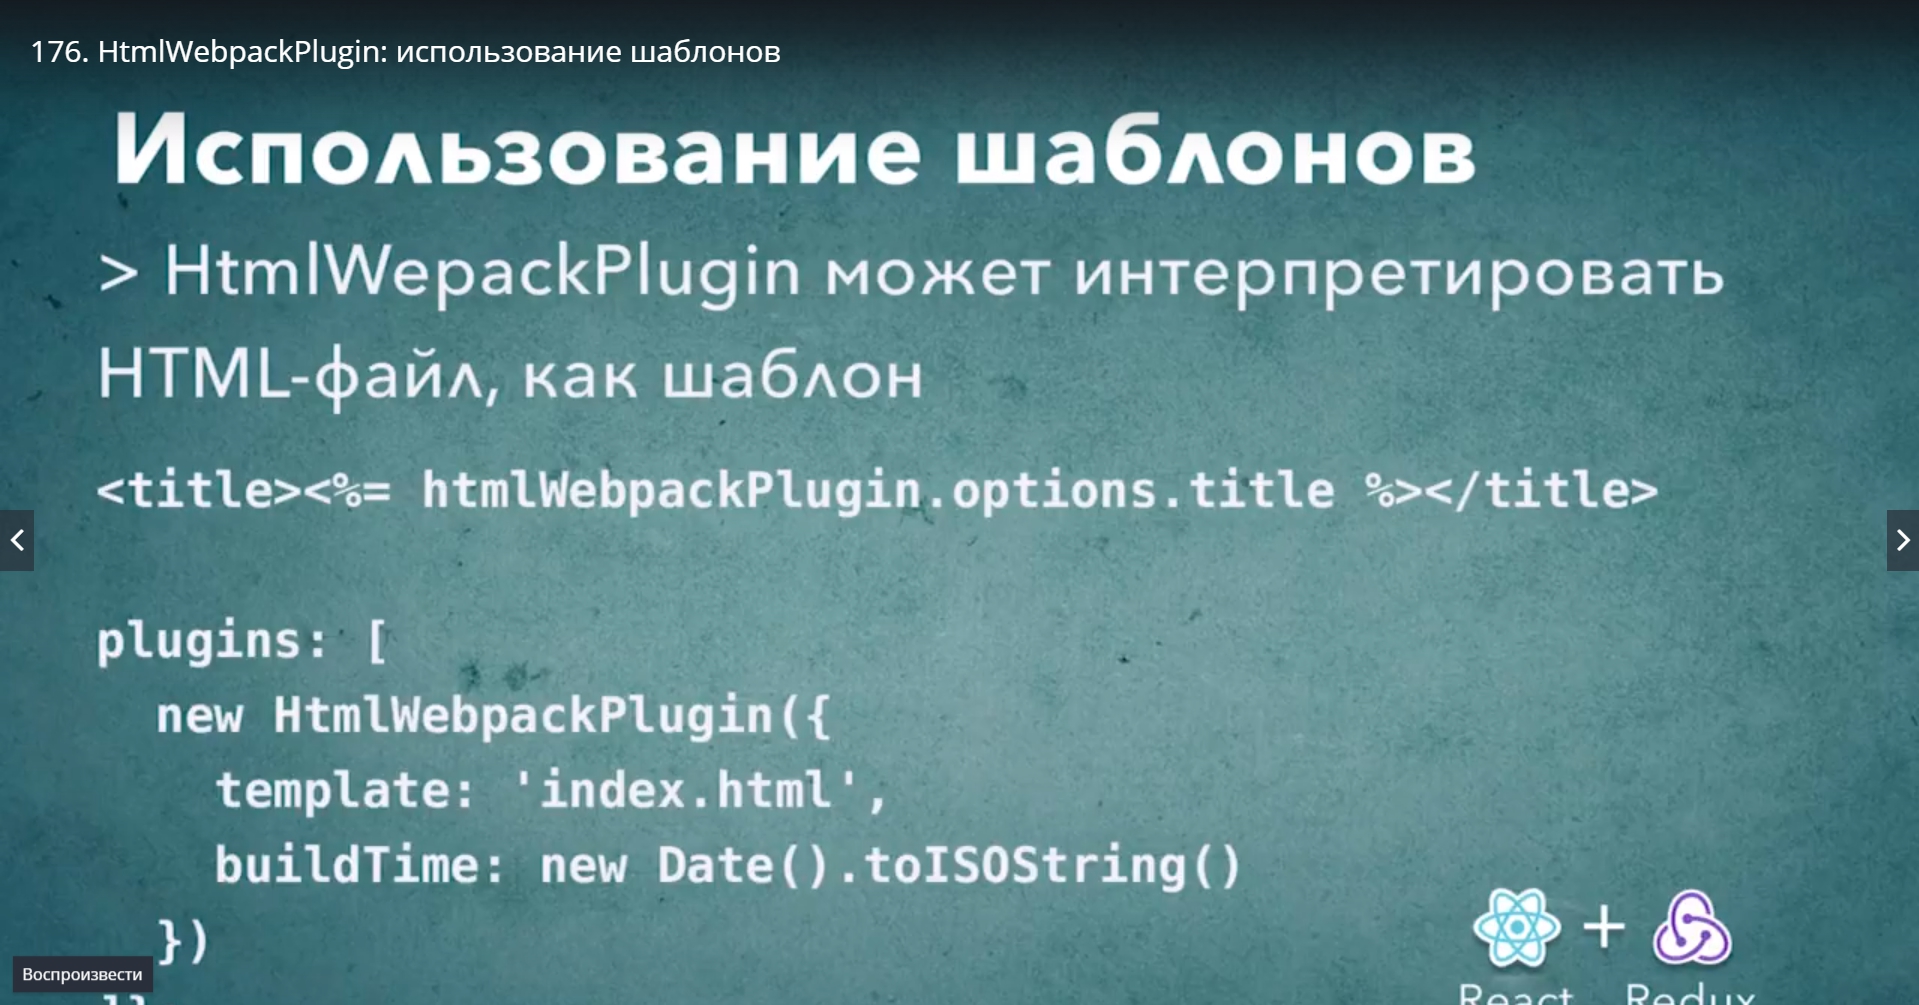 176. HtmlWebpackPlugin: использование шаблонов
Использование шаблонов
> HtmlWepackPlugin может интерпретировать
HTML-файл, как шаблон
<title><%= htmlWebpackPlugin.options.title %></title>
plugins: [
new HtmlWebpackPlugin({
template: 'index.html',
buildTime: new Date().toISOString()
})
Воспроизвести
React + Redux